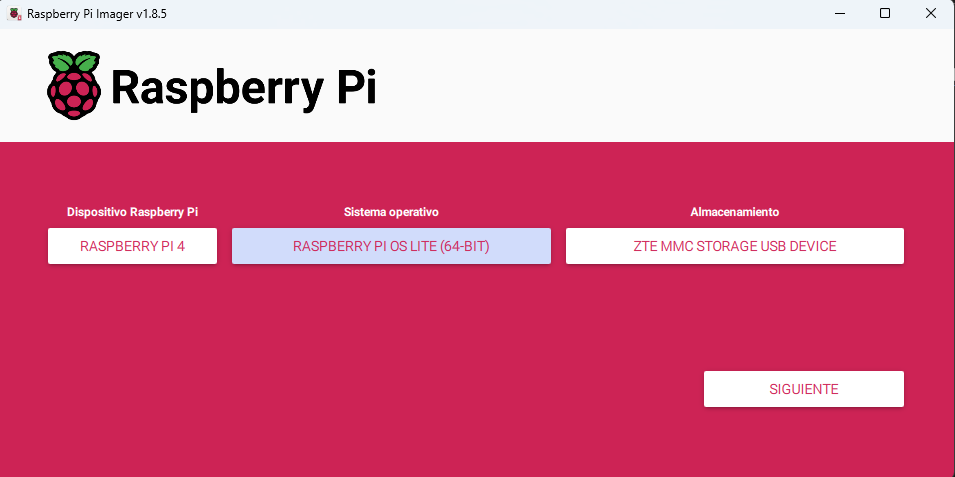 Raspberry Pi Imager v1.8.5
Raspberry Pi
Dispositivo Raspberry Pi
Sistema operativo
Almacenamiento
RASPBERRY PI 4
RASPBERRY PI OS LITE (64-BIT)
ZTE MMC STORAGE USB DEVICE
SIGUIENTE